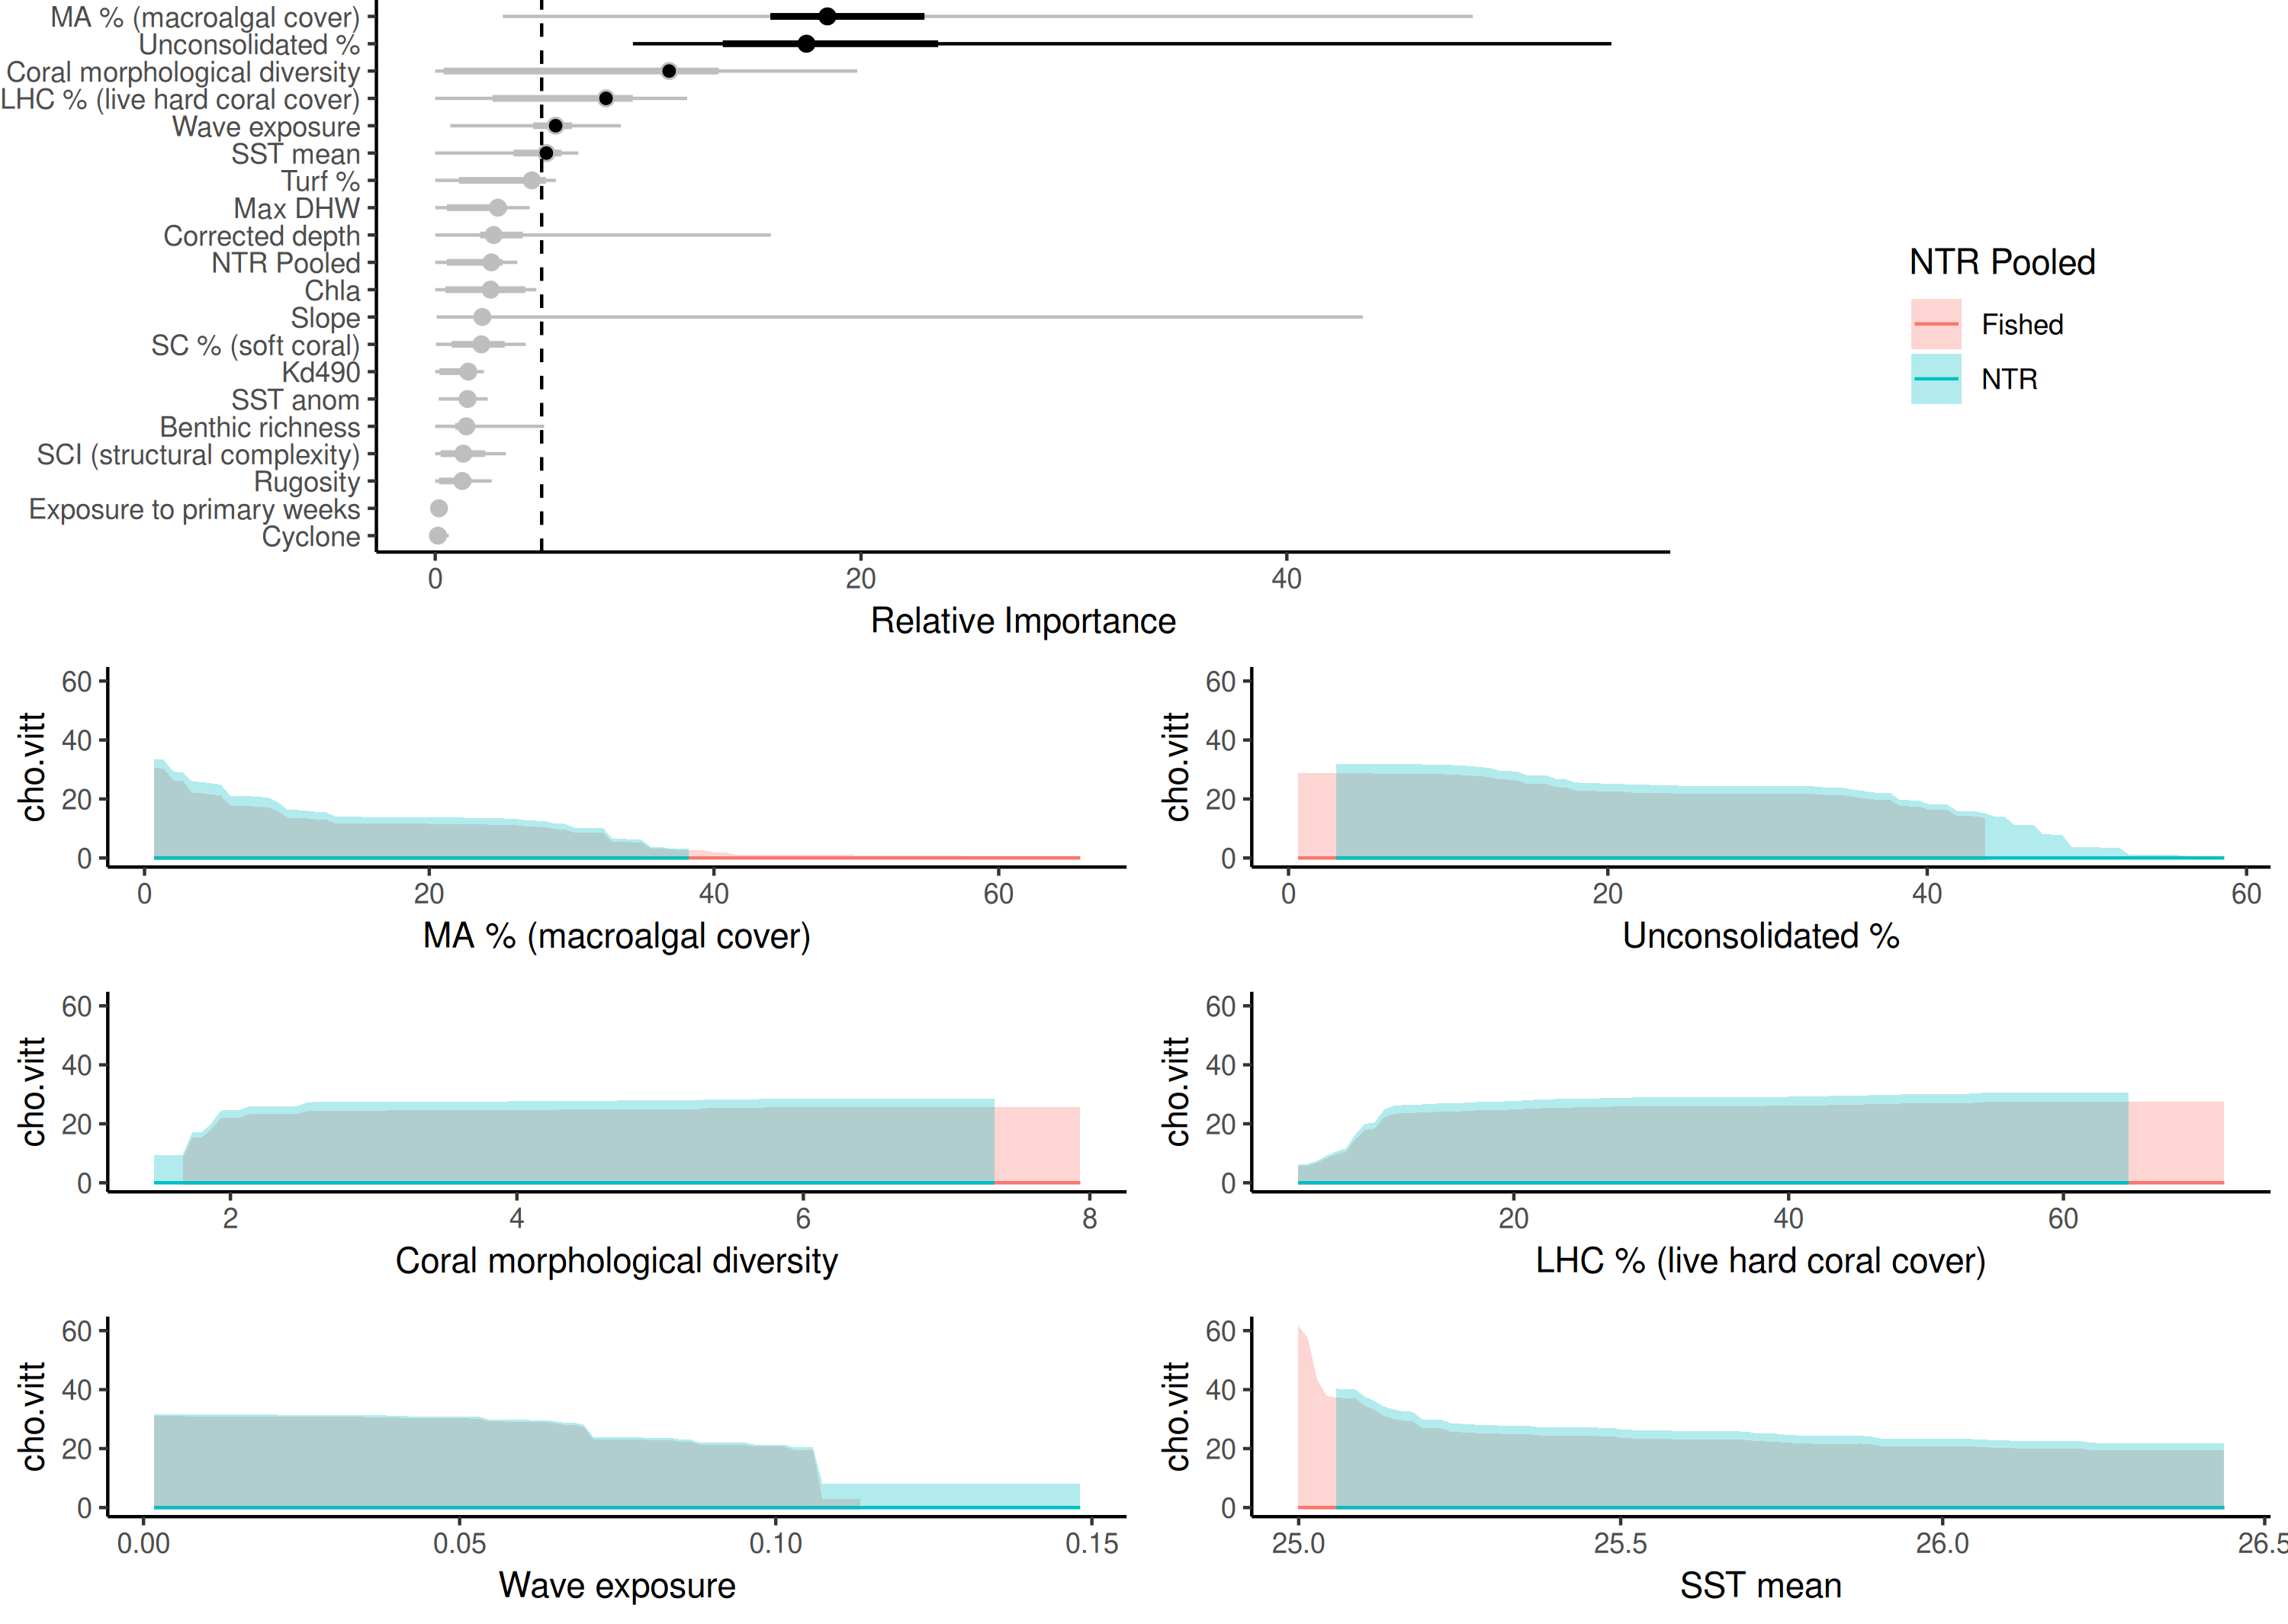 MA % (macroalgal cover)
Unconsolidated %
Coral morphological diversity
LHC % (live hard coral cover)
Wave exposure
SST mean
Turf %
Max DHW
Corrected depth
NTR Pooled
Chla
Slope
SC % (soft coral)
Kd490
SST anom
Benthic richness
SCI (structural complexity)
Rugosity
Exposure to primary weeks
Cyclone
0 20 40
Relative Importance
NTR Pooled
Fished
NTR
60
40
20
0
cho.vitt
0 20 40 60
MA % (macroalgal cover)
60
40
20
0
cho.vitt
0 20 40 60
Unconsolidated %
60
40
20
0
cho.vitt
2 4 6 8
Coral morphological diversity
60
40
20
0
cho.vitt
20 40 60
LHC % (live hard coral cover)
60
40
20
0
cho.vitt
0.00 0.05 0.10 0.15
Wave exposure
60
40
20
0
cho.vitt
25.0 25.5 26.0 26.5
SST mean